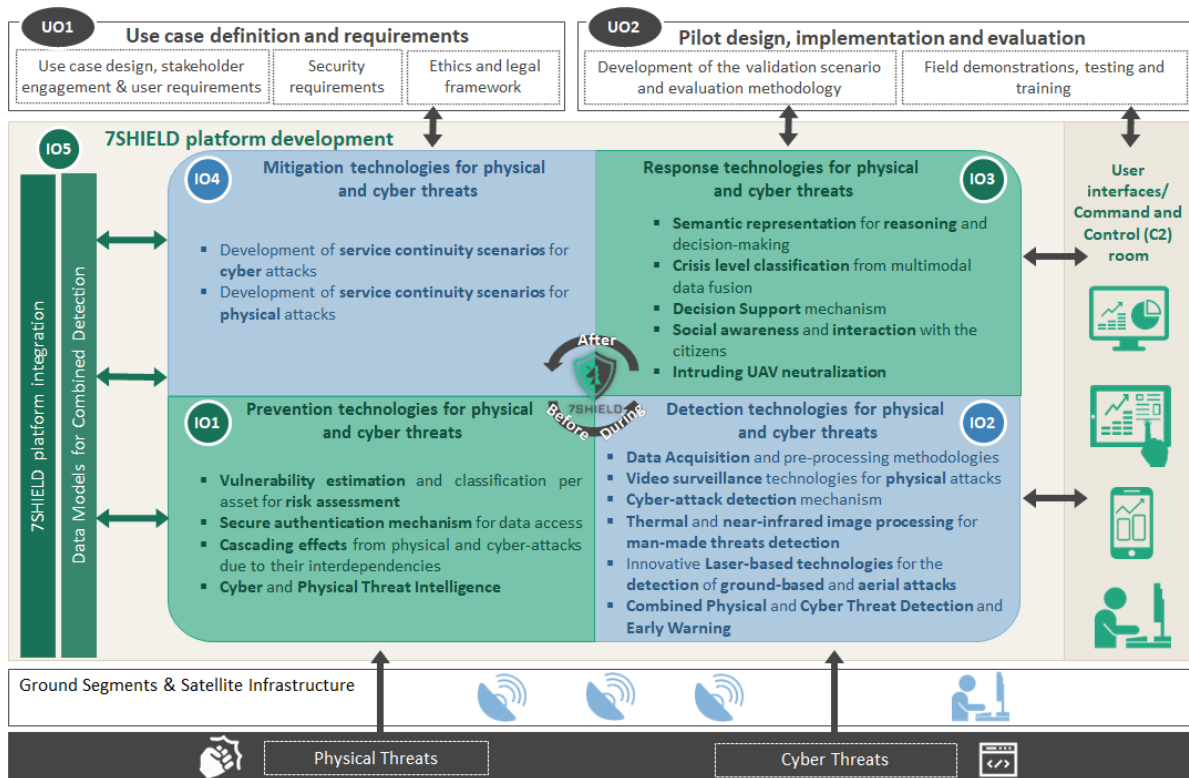 UO1
Use case definition and requirements
Use case design, stakeholder
engagement & user requirements
Security
requirements
Ethics and legal
framework
UO2
Pilot design, implementation and evaluation
Development of the validation scenario
and evaluation methodology
Field demonstrations, testing and
training
IO5
7SHIELD platform development
7SHIELD platform integration
Data Models for Combined Detection
IO4
Mitigation technologies for physical
and cyber threats
▪ Development of service continuity scenarios for
cyber attacks
▪ Development of service continuity scenarios for
physical attacks
Response technologies for physical
and cyber threats
IO3
▪ Semantic representation for reasoning and
decision-making
▪ Crisis level classification from multimodal
data fusion
▪ Decision Support mechanism
▪ Social awareness and interaction with the
citizens
▪ Intruding UAV neutralization
User
interfaces/
Command and
Control (C2)
room
After
7SHIELD
Before
During
IO1
Prevention technologies for physical
and cyber threats
▪ Vulnerability estimation and classification per
asset for risk assessment
▪ Secure authentication mechanism for data access
▪ Cascading effects from physical and cyber-attacks
due to their interdependencies
▪ Cyber and Physical Threat Intelligence
Detection technologies for physical
and cyber threats
IO2
▪ Data Acquisition and pre-processing methodologies
▪ Video surveillance technologies for physical attacks
▪ Cyber-attack detection mechanism
▪ Thermal and near-infrared image processing for
man-made threats detection
▪ Innovative Laser-based technologies for the
detection of ground-based and aerial attacks
▪ Combined Physical and Cyber Threat Detection and
Early Warning
Ground Segments & Satellite Infrastructure
Physical Threats
Cyber Threats